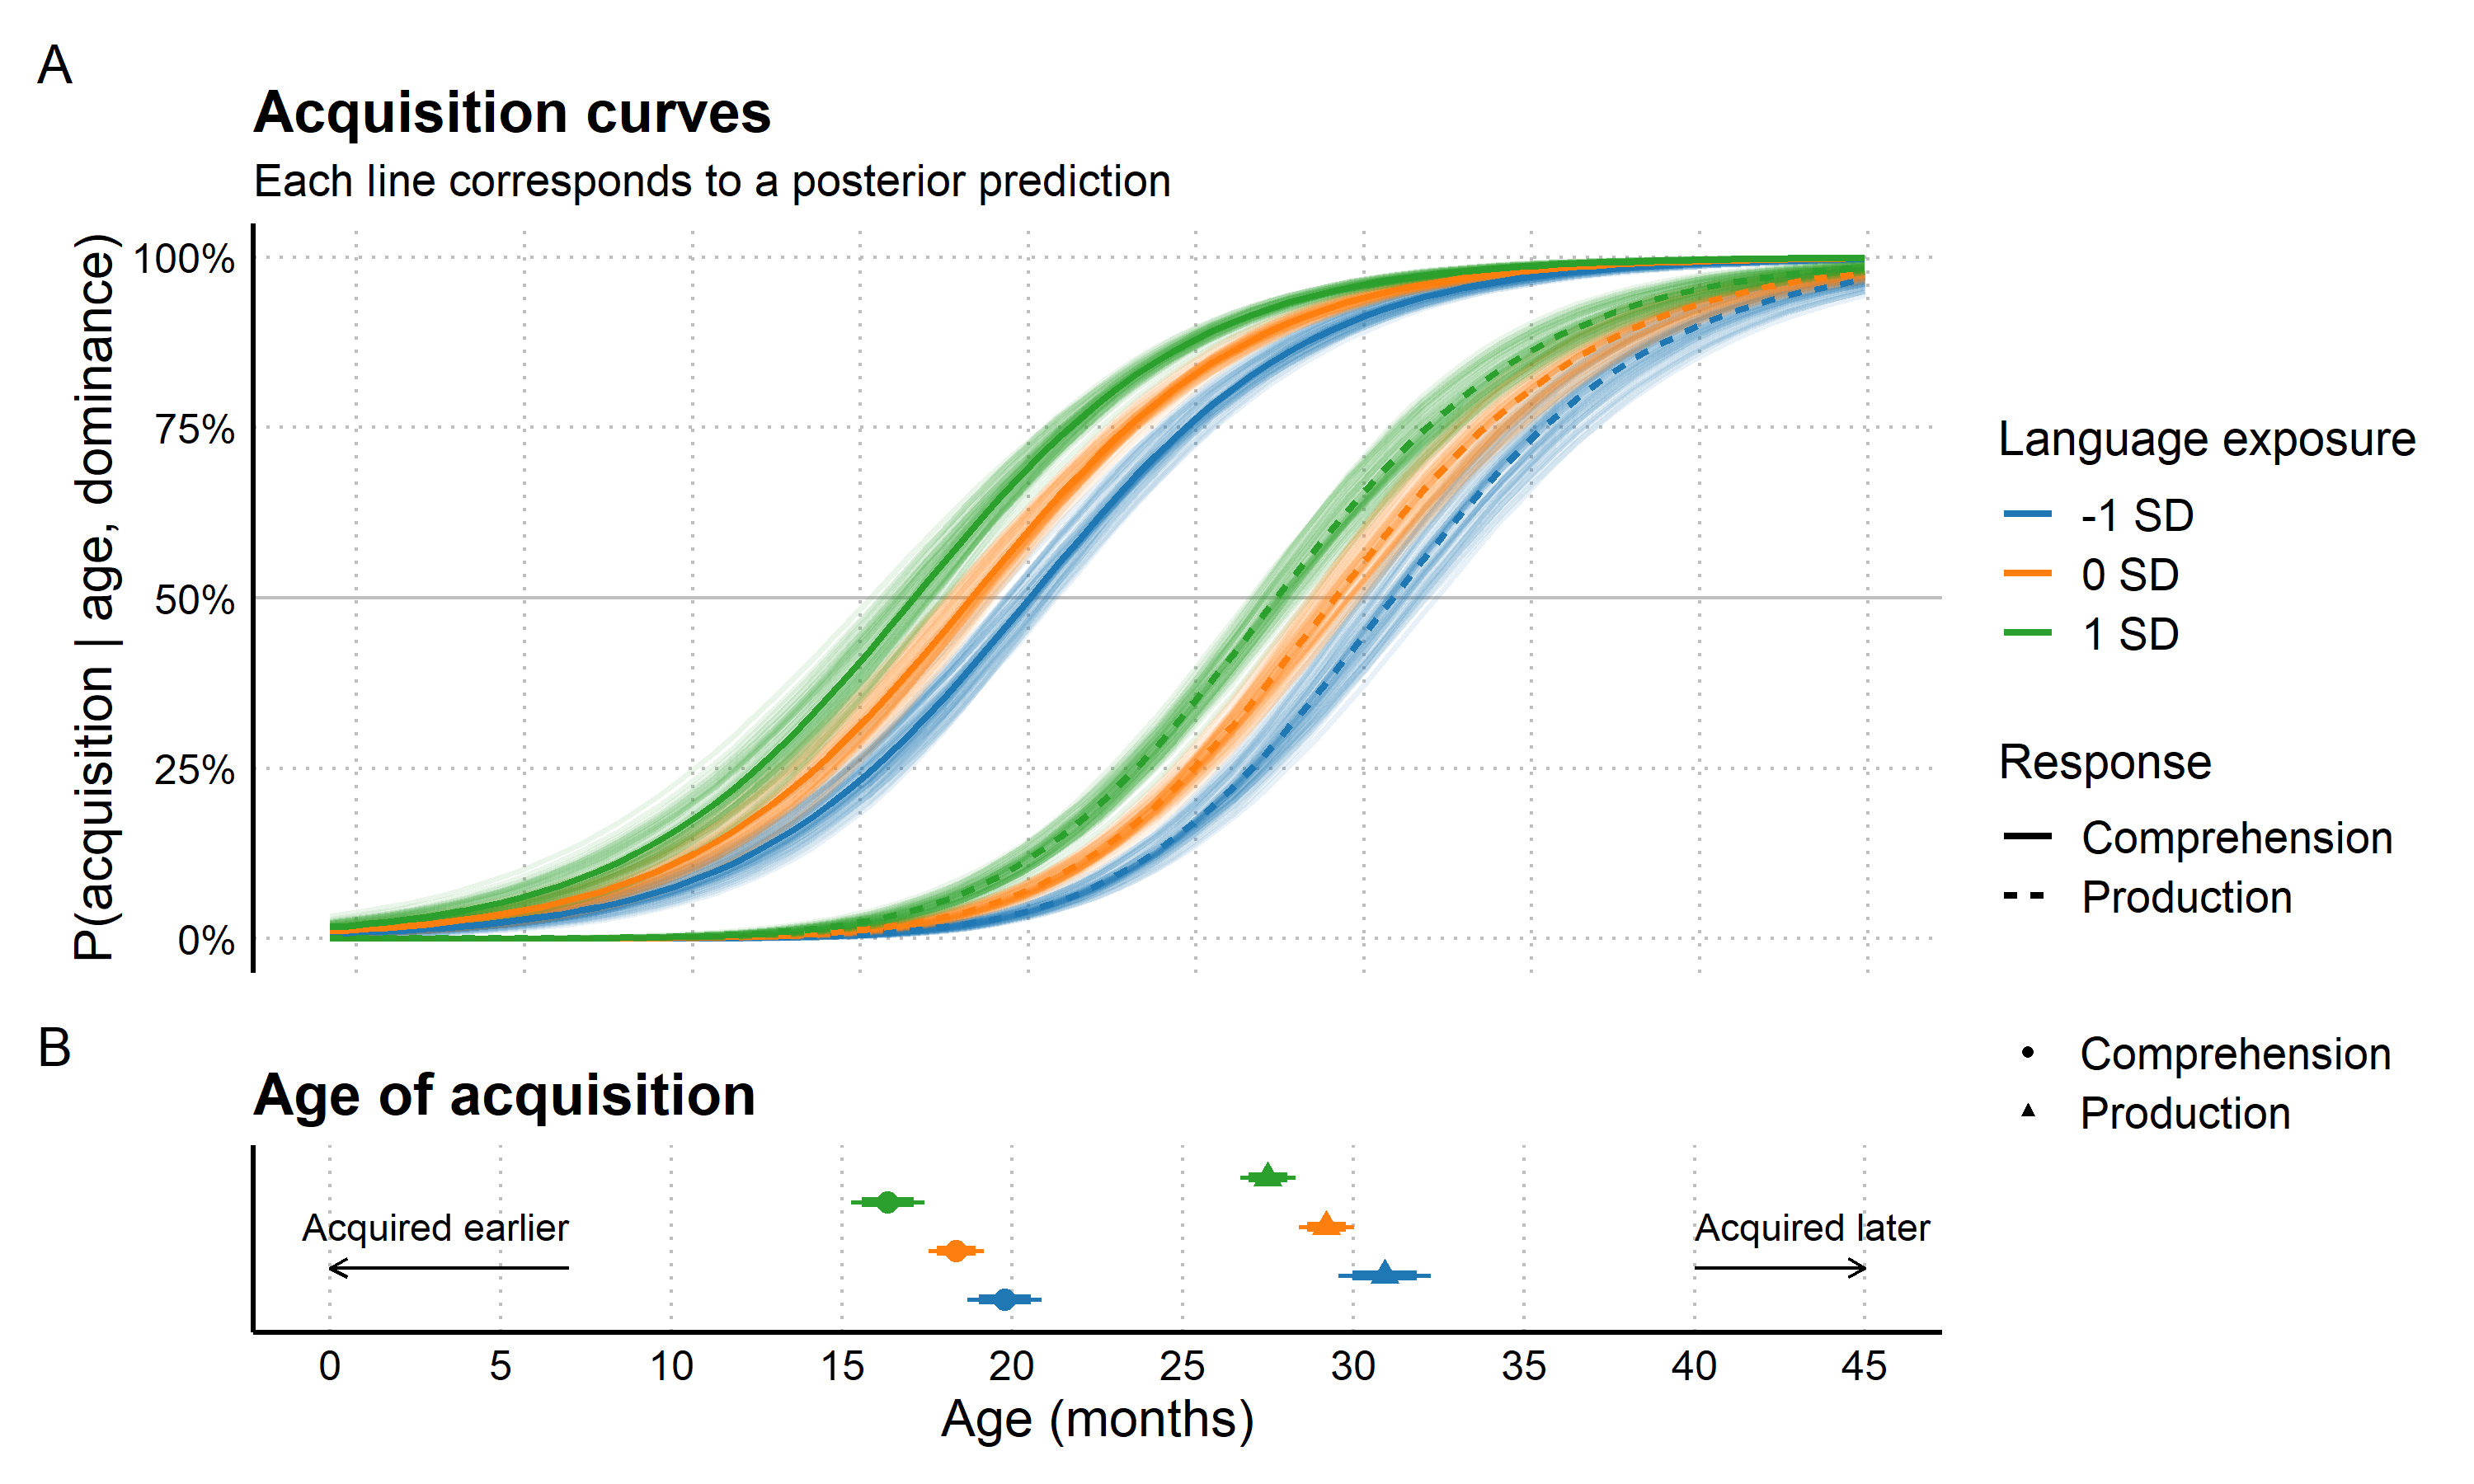 A
Acquisition curves
Each line corresponds to a posterior prediction
P(acquisition | age, dominance)
100%
75%
50%
25%
0%
Language exposure
-1 SD
0 SD
1 SD
Response
Comprehension
Production
B
Age of acquisition
Comprehension
Production
Acquired earlier
Acquired later
0 5 10 15 20 25 30 35 40 45
Age (months)